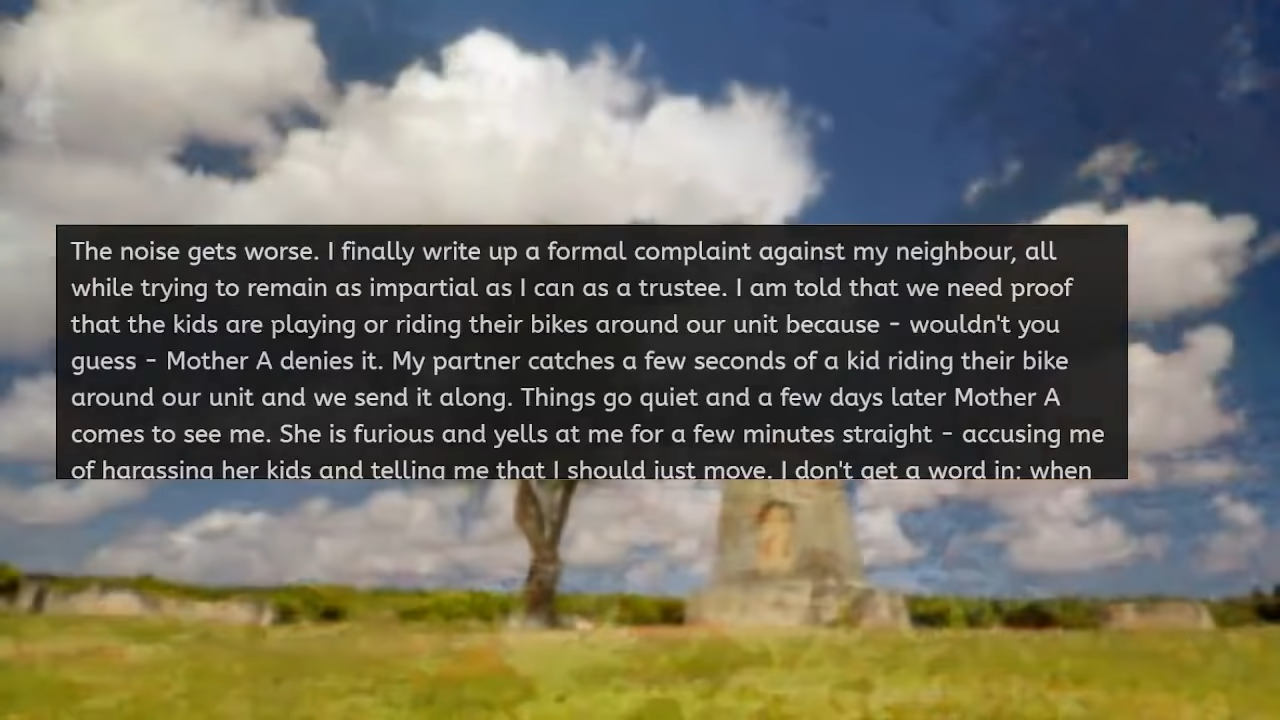 The noise gets worse. I finally write up a formal complaint against my neighbour, all
while trying to remain as impartial as I can as a trustee. I am told that we need proof
that the kids are playing or riding their bikes around our unit because - wouldn't you
guess - Mother A denies it. My partner catches a few seconds of a kid riding their bike
around our unit and we send it along. Things go quiet and a few days later Mother A
comes to see me. She is furious and yells at me for a few minutes straight - accusing me
of harassing her kids and telling me that I should just move. I don't get a word in; when